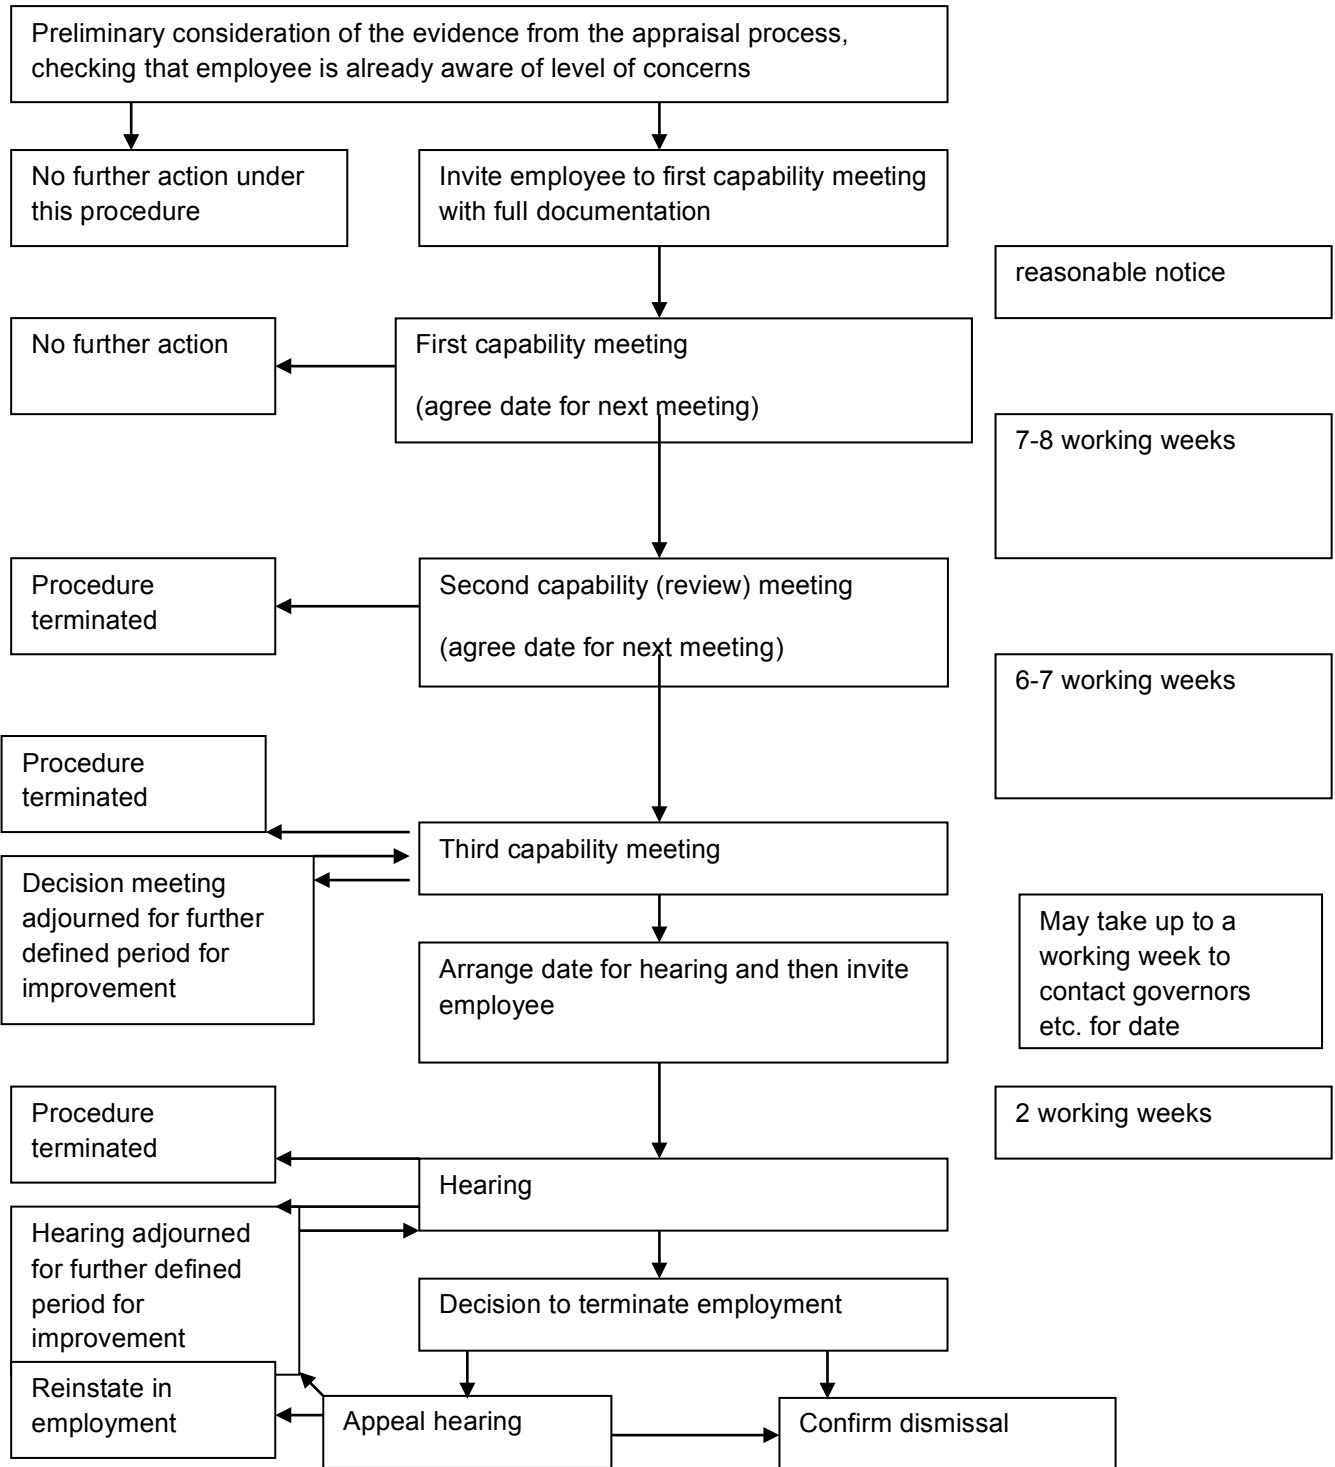 Preliminary consideration of the evidence from the appraisal process,
checking that employee is already aware of level of concerns
No further action under
this procedure
Invite employee to first capability meeting
with full documentation
reasonable notice
No further action
First capability meeting
(agree date for next meeting)
7-8 working weeks
Procedure
terminated
Second capability (review) meeting
(agree date for next meeting)
6-7 working weeks
Procedure
terminated
Third capability meeting
Decision meeting
adjourned for further
defined period for
improvement
May take up to a
working week to
contact governors
etc. for date
Arrange date for hearing and then invite
employee
Procedure
terminated
2 working weeks
Hearing
Hearing adjourned
for further defined
period for
improvement
Decision to terminate employment
Reinstate in
employment
Appeal hearing
Confirm dismissal